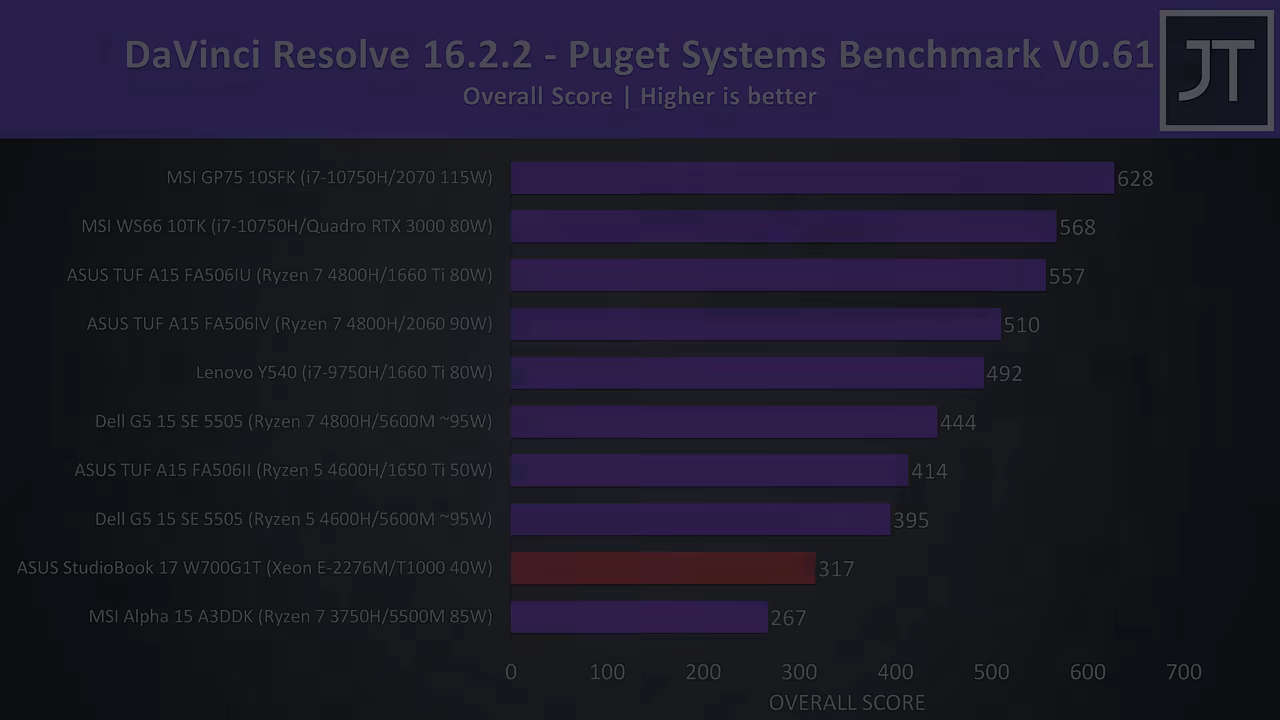 DaVinci Resolve 16.2.2 - Puget Systems Benchmark V0.61
Overall Score | Higher is better
JT
MSI GP75 10SFK (i7-10750H/2070 115W) 628
MSI WS66 10TK (i7-10750H/Quadro RTX 3000 80W) 568
ASUS TUF A15 FA506IU (Ryzen 7 4800H/1660 Ti 80W) 557
ASUS TUF A15 FA506IV (Ryzen 7 4800H/2060 90W) 510
Lenovo Y540 (i7-9750H/1660 Ti 80W) 492
Dell G5 15 SE 5505 (Ryzen 7 4800H/5600M ~95W) 444
ASUS TUF A15 FA506II (Ryzen 5 4600H/1650 Ti 50W) 414
Dell G5 15 SE 5505 (Ryzen 5 4600H/5600M ~95W) 395
ASUS StudioBook 17 W700G1T (Xeon E-2276M/T1000 40W) 317
MSI Alpha 15 A3DDK (Ryzen 7 3750H/5500M 85W) 267
0 100 200 300 400 500 600 700
OVERALL SCORE